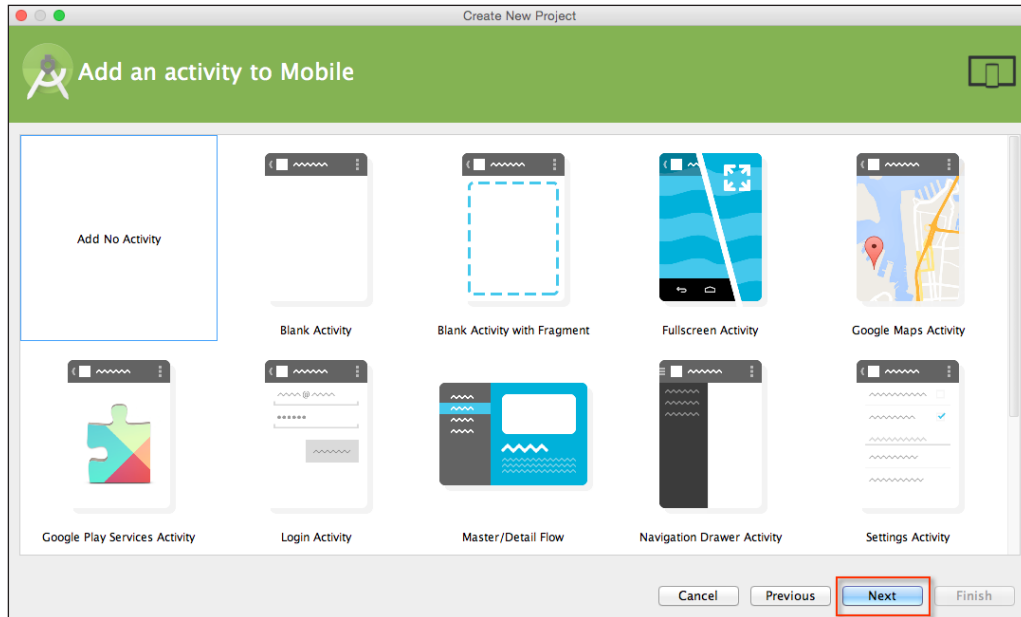 Create New Project
Add an activity to Mobile
Add No Activity
Blank Activity
Blank Activity with Fragment
Fullscreen Activity
Google Maps Activity
Google Play Services Activity
Login Activity
Master/Detail Flow
Navigation Drawer Activity
Settings Activity
Cancel
Previous
Next
Finish